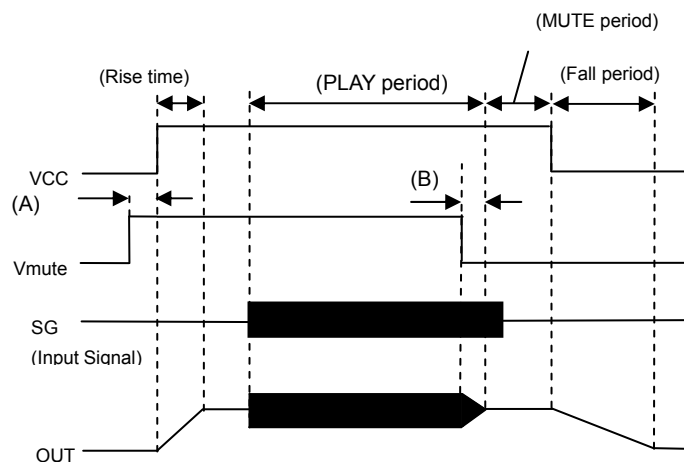 (MUTE period)
(Rise time)
(PLAY period)
(Fall period)
VCC
(A)
(B)
Vmute
SG
(Input Signal)
OUT